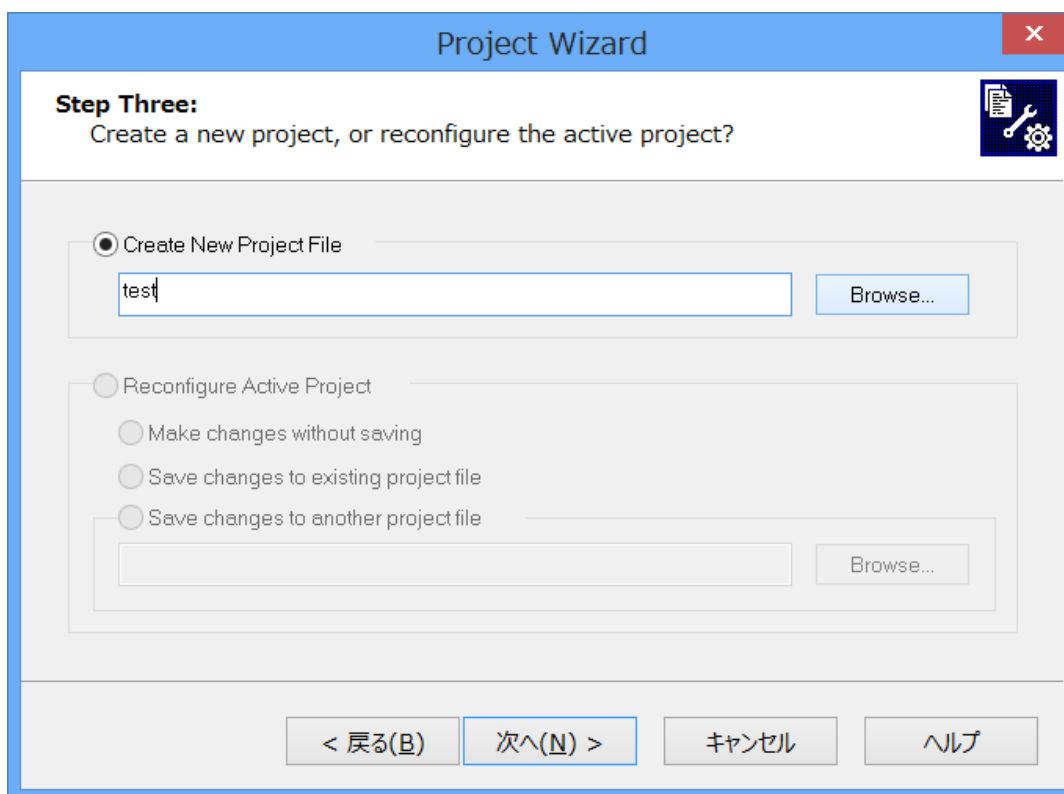 Project Wizard
Step Three:
Create a new project, or reconfigure the active project?
Create New Project File
test
Browse...
Reconfigure Active Project
Make changes without saving
Save changes to existing project file
Save changes to another project file
Browse...
< 戻る(B) 次へ(N) > キャンセル ヘルプ